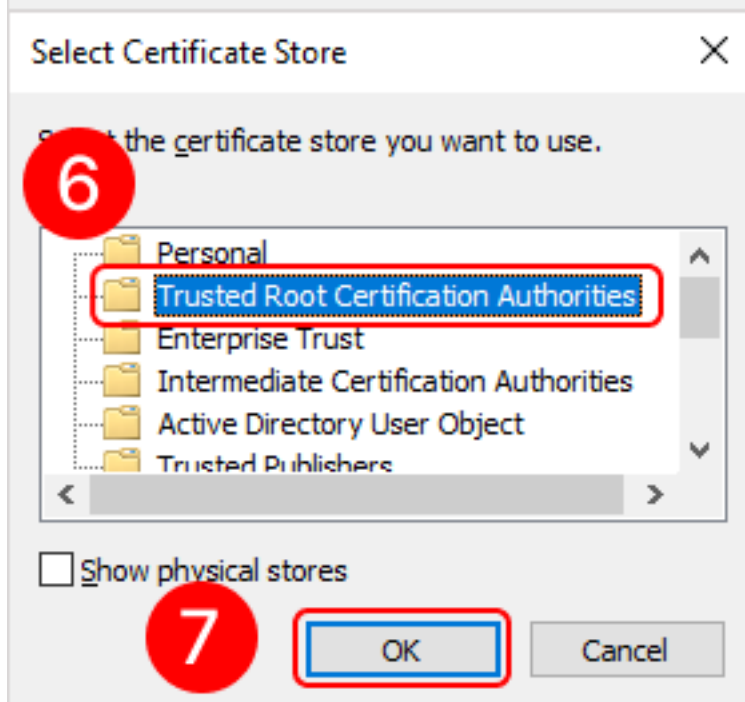 Select Certificate Store
the certificate store you want to use.
6
Personal
Trusted Root Certification Authorities
Enterprise Trust
Intermediate Certification Authorities
Active Directory User Object
Trusted Publishers
Show physical stores
7
OK
Cancel